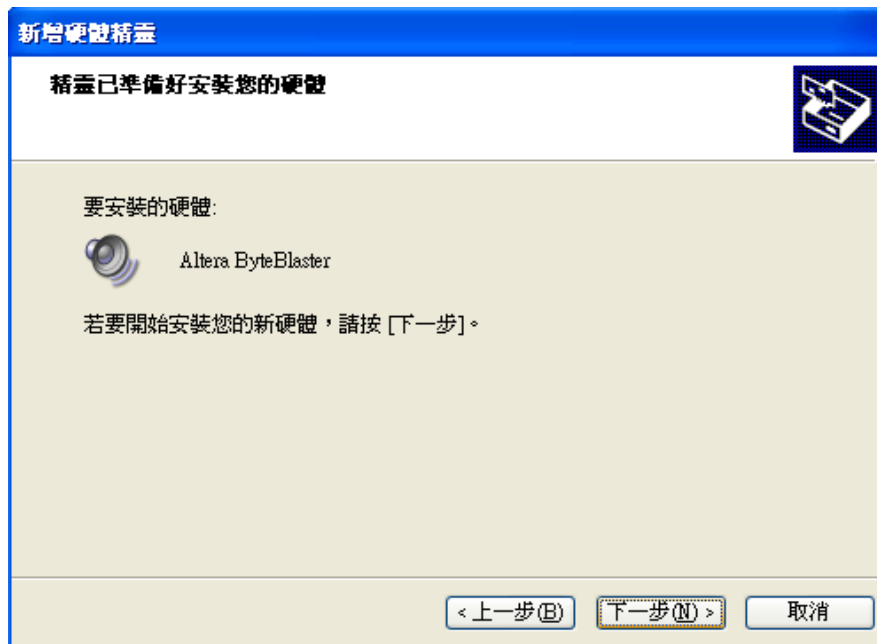 新增硬體精靈
精靈已準備好安裝您的硬體
要安裝的硬體:
Altera ByteBlaster
若要開始安裝您的新硬體，請按 [下一步]。
< 上一步(B)
下一步(N) >
取消